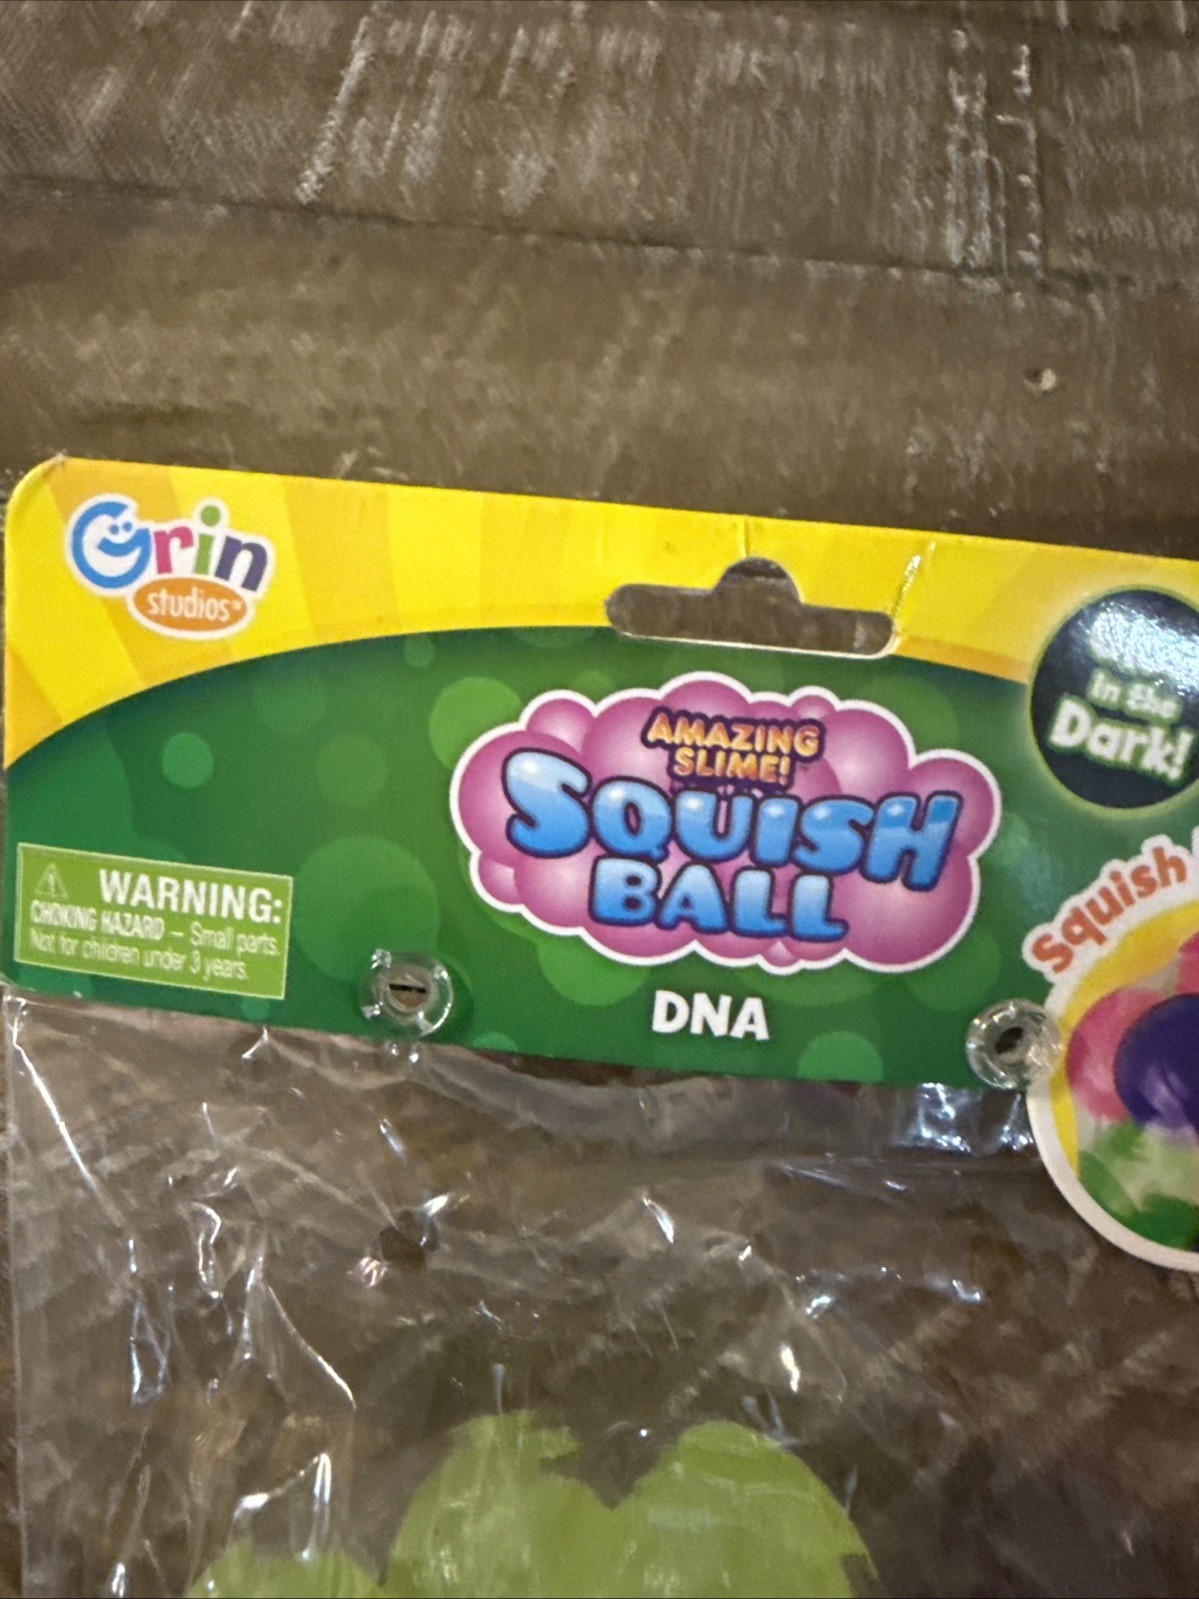 Grin
studios™
in the
Dark!
AMAZING
SLIME!
SQUISH
BALL
DNA
WARNING:
CHOKING HAZARD – Small parts.
Not for children under 3 years.
Squish